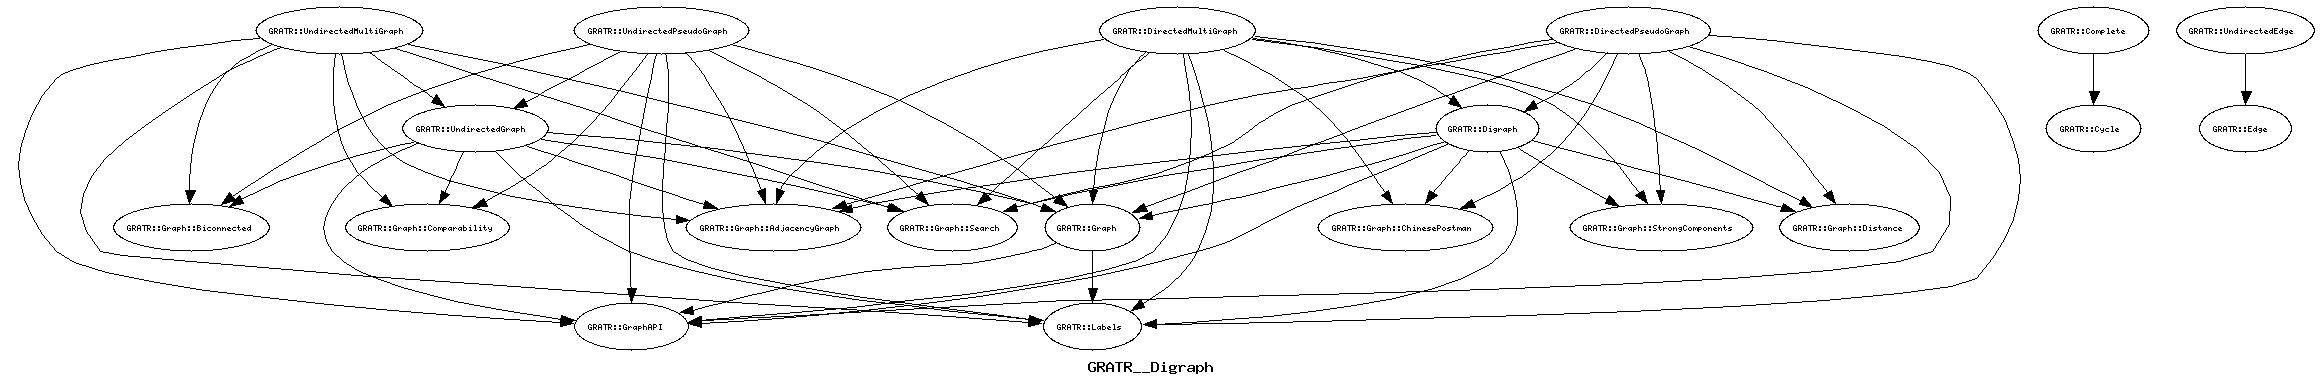 GRATR::UndirectedMultiGraph
GRATR::UndirectedPseudoGraph
GRATR::DirectedMultiGraph
GRATR::DirectedPseudoGraph
GRATR::Complete
GRATR::UndirectedEdge
GRATR::UndirectedGraph
GRATR::Digraph
GRATR::Cycle
GRATR::Edge
GRATR::Graph::Biconnected
GRATR::Graph::Comparability
GRATR::Graph::AdjacencyGraph
GRATR::Graph::Search
GRATR::Graph
GRATR::Graph::ChinesePostman
GRATR::Graph::StrongComponents
GRATR::Graph::Distance
GRATR::GraphAPI
GRATR::Labels
GRATR__Digraph